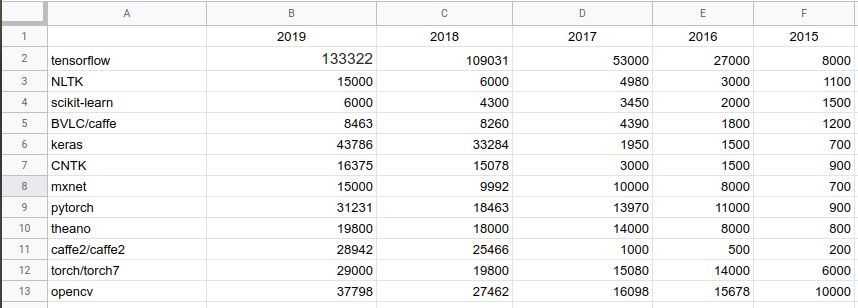 A B C D E F
1 2019 2018 2017 2016 2015
2 tensorflow 133322 109031 53000 27000 8000
3 NLTK 15000 6000 4980 3000 1100
4 scikit-learn 6000 4300 3450 2000 1500
5 BVLC/caffe 8463 8260 4390 1800 1200
6 keras 43786 33284 1950 1500 700
7 CNTK 16375 15078 3000 1500 900
8 mxnet 15000 9992 10000 8000 700
9 pytorch 31231 18463 13970 11000 900
10 theano 19800 18000 14000 8000 800
11 caffe2/caffe2 28942 25466 1000 500 200
12 torch/torch7 29000 19800 15080 14000 6000
13 opencv 37798 27462 16098 15678 10000